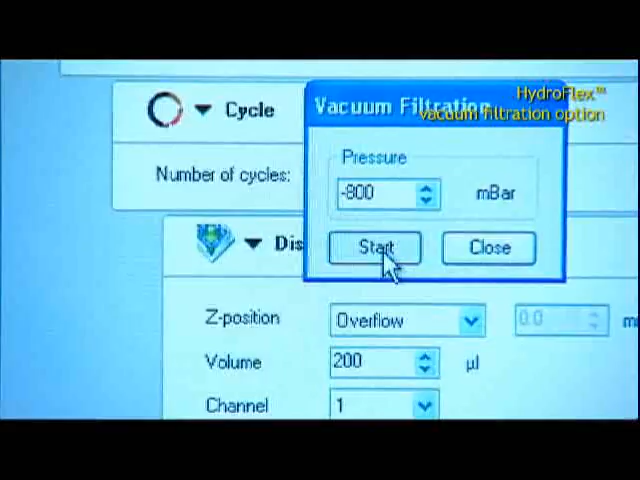 HydroFlex™
vacuum filtration option
Cycle
Vacuum Filtration
Pressure
Number of cycles:
-800
mBar
Start
Close
Dis
Z-position
Overflow
0.0
Volume
200
µl
Channel
1